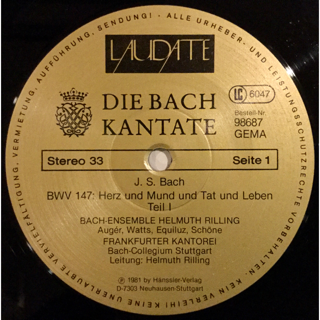 LAUDATE
LC 6047
DIE BACH
KANTATE
Bestell-Nr
98687
GEMA
Stereo 33
Seite 1
J. S. Bach
BWV 147: Herz und Mund und Tat und Leben
Teil I
BACH-ENSEMBLE HELMUTH RILLING
Augér, Watts, Equiluz, Schöne
FRANKFURTER KANTOREI
Bach-Collegium Stuttgart
Leitung: Helmuth Rilling
℗ 1981 by Hänssler-Verlag
D-7303 Neuhausen-Stuttgart
ALLE URHEBER- UND LEISTUNGSSCHUTZRECHTE VORBEHALTEN · KEIN VERLEIH! KEINE UNERLAUBTE VERVIELFÄLTIGUNG, VERMIETUNG, AUFFÜHRUNG, SENDUNG! -